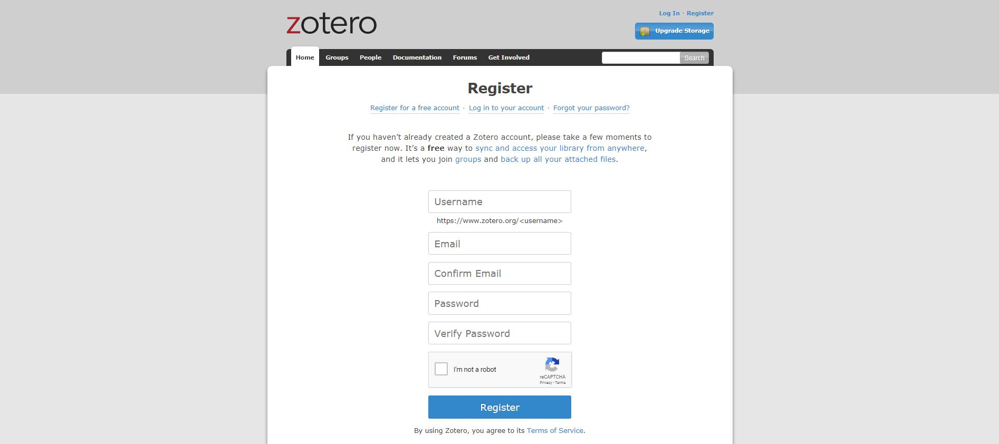 zotero
Log In · Register
Upgrade Storage
Home Groups People Documentation Forums Get Involved Search
Register
Register for a free account · Log in to your account · Forgot your password?
If you haven’t already created a Zotero account, please take a few moments to
register now. It’s a free way to sync and access your library from anywhere,
and it lets you join groups and back up all your attached files.
Username
https://www.zotero.org/<username>
Email
Confirm Email
Password
Verify Password
I'm not a robot
reCAPTCHA
Privacy - Terms
Register
By using Zotero, you agree to its Terms of Service.